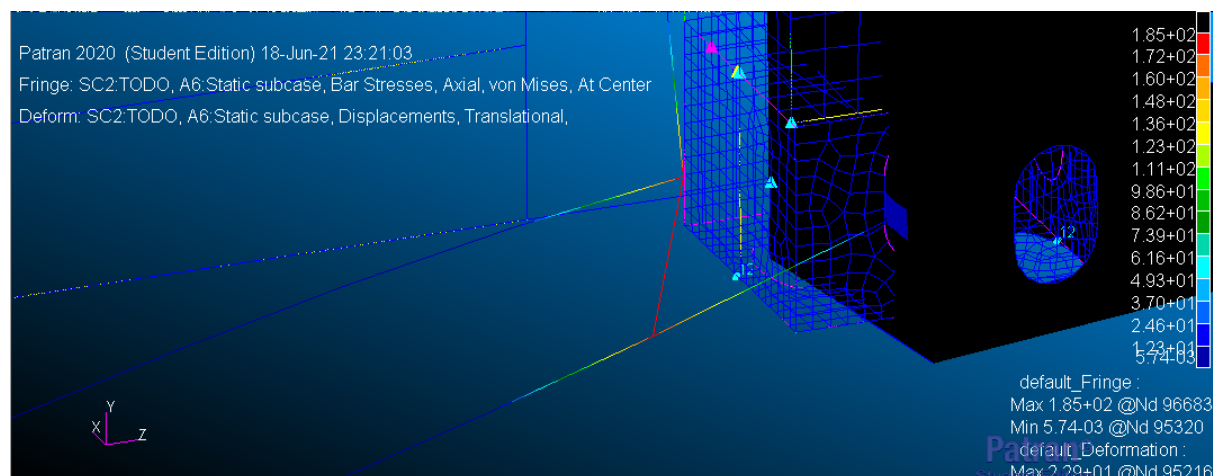 Patran 2020 (Student Edition) 18-Jun-21 23:21:03
Fringe: SC2:TODO, A6:Static subcase, Bar Stresses, Axial, von Mises, At Center
Deform: SC2:TODO, A6:Static subcase, Displacements, Translational,
1.85+02
1.72+02
1.60+02
1.48+02
1.36+02
1.23+02
1.11+02
9.86+01
8.62+01
7.39+01
6.16+01
4.93+01
3.70+01
2.46+01
1.23+01
5.74-03
12
12
Y
X
Z
default_Fringe :
Max 1.85+02 @Nd 96683
Min 5.74-03 @Nd 95320
Patran
default_Deformation :
Max 2.29+01 @Nd 95216